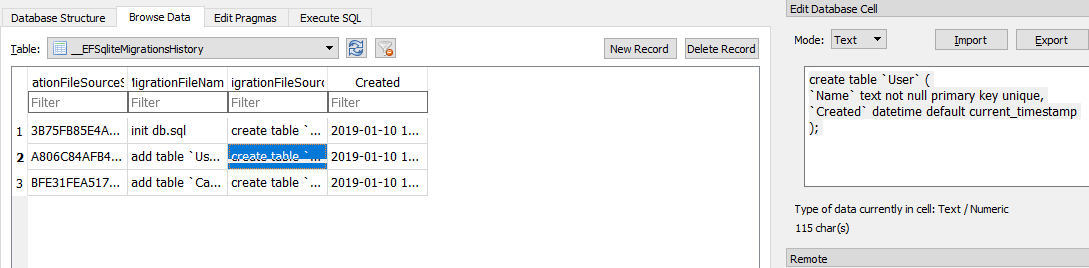 Database Structure Browse Data Edit Pragmas Execute SQL
Table: __EFSqliteMigrationsHistory New Record Delete Record
ationFileSourceS ligrationFileNam igrationFileSourc Created
Filter Filter Filter Filter
1 3B75FB85E4A... init db.sql create table `... 2019-01-10 1...
2 A806C84AFB4... add table `Us... create table `... 2019-01-10 1...
3 BFE31FEA517... add table `Ca... create table `... 2019-01-10 1...
Edit Database Cell
Mode: Text Import Export
create table `User` (
`Name` text not null primary key unique,
`Created` datetime default current_timestamp
);
Type of data currently in cell: Text / Numeric
115 char(s)
Remote